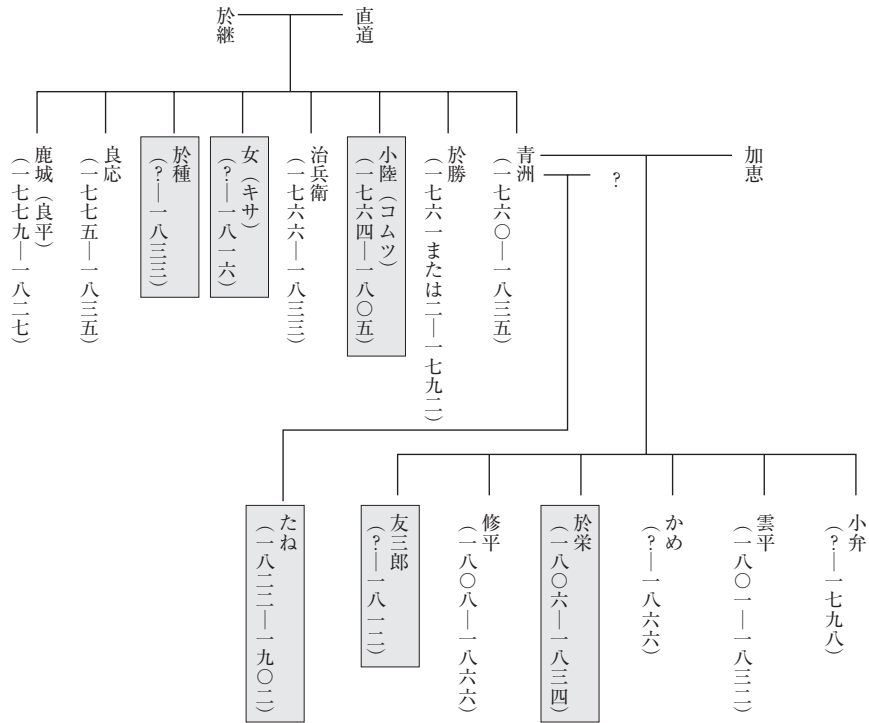 直道
於継
青洲
（一七六〇―一八三五）
於勝
（一七六一または二―一七九二）
小陸（コムツ）
（一七六四―一八〇五）
治兵衛
（一七六六―一八三三）
女（キサ）
（？―一八一六）
於種
（？―一八三三）
良応
（一七七五―一八三五）
鹿城（良平）
（一七七九―一八二七）
加恵
？
小弁
（？―一七九八）
雲平
（一八〇一―一八三二）
かめ
（？―一八六六）
於栄
（一八〇六―一八三四）
修平
（一八〇八―一八六六）
友三郎
（？―一八一二）
たね
（一八二二―一九〇二）